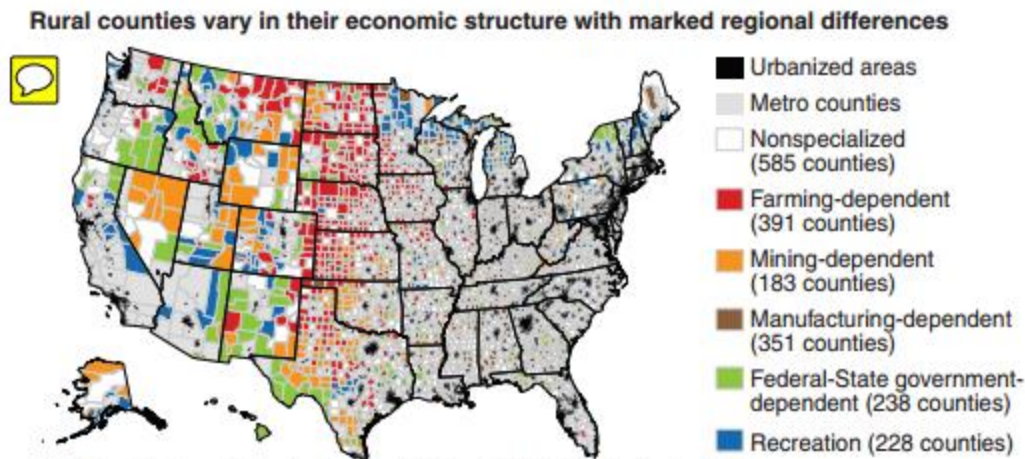 Rural counties vary in their economic structure with marked regional differences
Urbanized areas
Metro counties
Nonspecialized
(585 counties)
Farming-dependent
(391 counties)
Mining-dependent
(183 counties)
Manufacturing-dependent
(351 counties)
Federal-State government-
dependent (238 counties)
Recreation (228 counties)